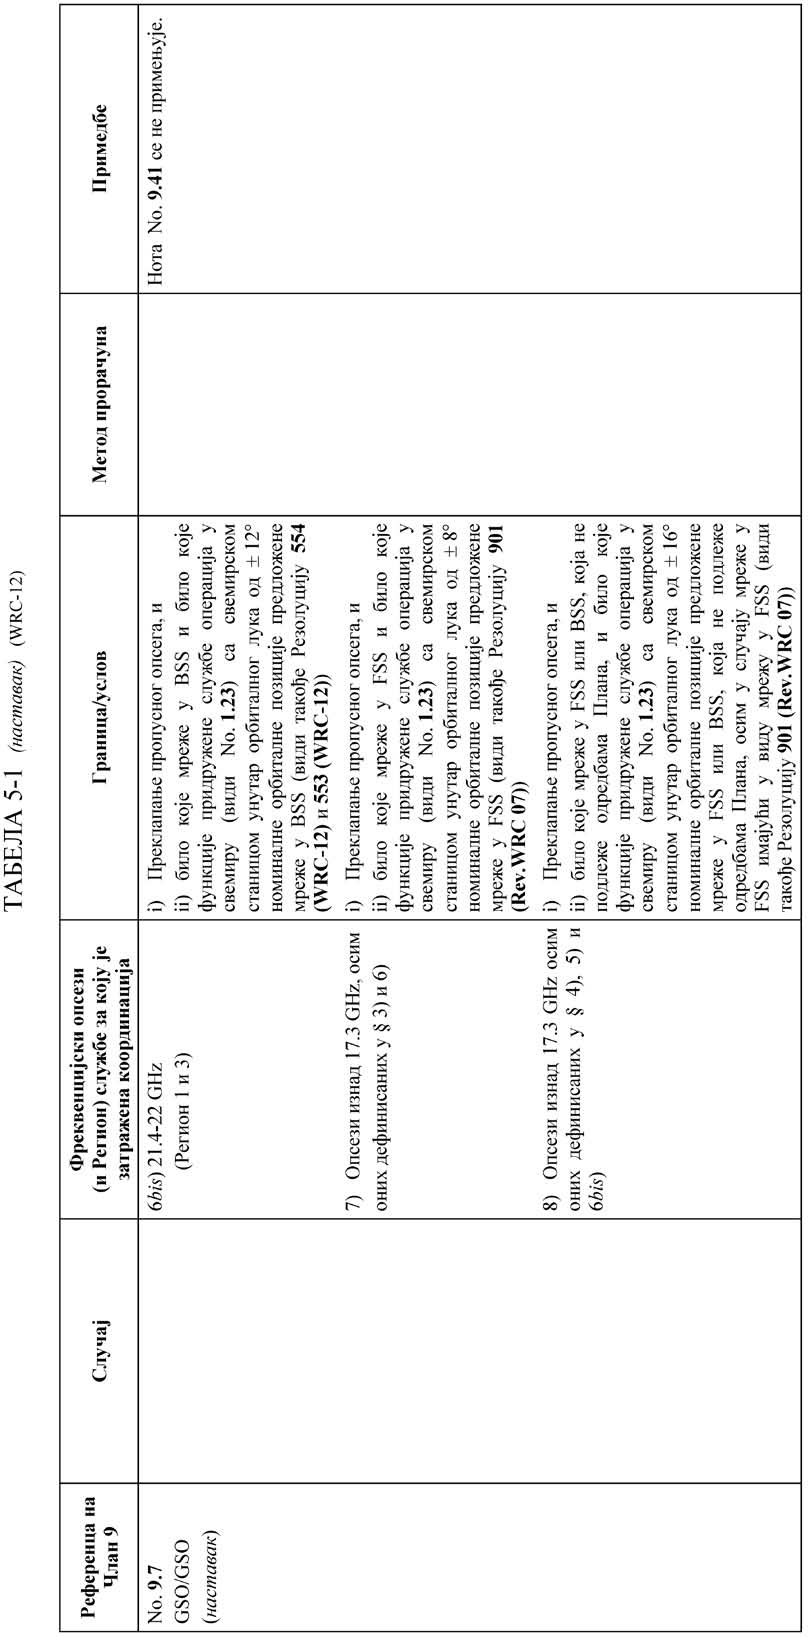 ТАБЕЛА 5-1 (наставак) (WRC-12)
Референца на
Члан 9
Случај
Фреквенцијски опсези
(и Регион) службе за коју је
затражена координација
Граница/услов
Метод прорачуна
Примедбе
No. 9.7
GSO/GSO
(наставак)
6bis) 21.4-22 GHz
(Регион 1 и 3)
i) Преклапање пропусног опсега, и
ii) било које мреже у BSS и било које
функције придружене службе операција у
свемиру (види No. 1.23) са свемирском
станицом унутар орбиталног лука од ± 12°
номиналне орбиталне позиције предложене
мреже у BSS (види такође Резолуцију 554
(WRC-12) и 553 (WRC-12))
Нота No. 9.41 се не примењује.
7) Опсези изнад 17.3 GHz, осим
оних дефинисаних у § 3) и 6)
i) Преклапање пропусног опсега, и
ii) било које мреже у FSS и било које
функције придружене службе операција у
свемиру (види No. 1.23) са свемирском
станицом унутар орбиталног лука од ± 8°
номиналне орбиталне позиције предложене
мреже у FSS (види такође Резолуцију 901
(Rev.WRC 07))
8) Опсези изнад 17.3 GHz осим
оних дефинисаних у § 4), 5) и
6bis)
i) Преклапање пропусног опсега, и
ii) било које мреже у FSS или BSS, која не
подлеже одредбама Плана, и било које
функције придружене службе операција у
свемиру (види No. 1.23) са свемирском
станицом унутар орбиталног лука од ± 16°
номиналне орбиталне позиције предложене
мреже у FSS или BSS, која не подлеже
одредбама Плана, осим у случају мреже у
FSS имајући у виду мрежу у FSS (види
такође Резолуцију 901 (Rev.WRC 07))